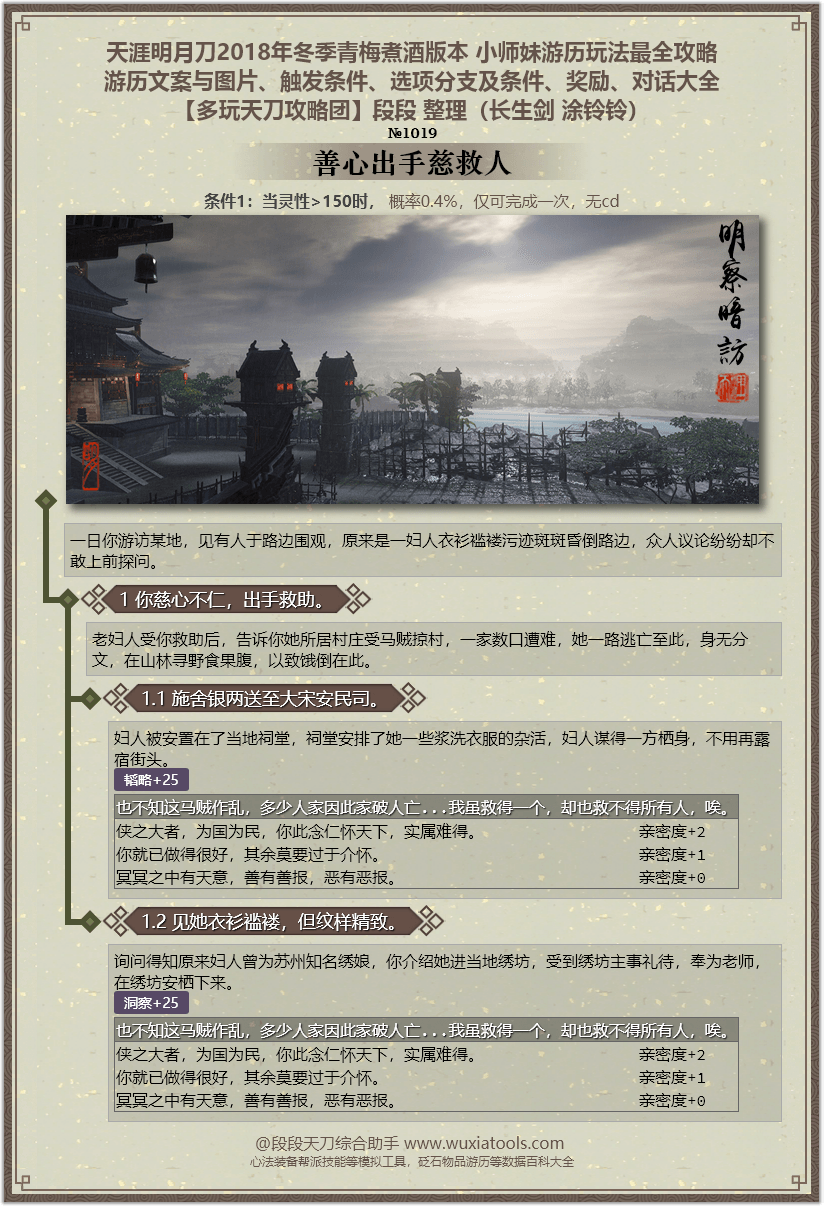 天涯明月刀2018年冬季青梅煮酒版本 小师妹游历玩法最全攻略
游历文案与图片、触发条件、选项分支及条件、奖励、对话大全
【多玩天刀攻略团】段段 整理（长生剑 涂铃铃）
№1019
善心出手慈救人
条件1：当灵性>150时， 概率0.4%，仅可完成一次，无cd
明察暗訪
一日你游访某地，见有人于路边围观，原来是一妇人衣衫褴褛污迹斑斑昏倒路边，众人议论纷纷却不
敢上前探问。
1 你慈心不仁，出手救助。
老妇人受你救助后，告诉你她所居村庄受马贼掠村，一家数口遭难，她一路逃亡至此，身无分
文，在山林寻野食果腹，以致饿倒在此。
1.1 施舍银两送至大宋安民司。
妇人被安置在了当地祠堂，祠堂安排了她一些浆洗衣服的杂活，妇人谋得一方栖身，不用再露
宿街头。
韬略+25
也不知这马贼作乱，多少人家因此家破人亡...我虽救得一个，却也救不得所有人，唉。
侠之大者，为国为民，你此念仁怀天下，实属难得。 亲密度+2
你就已做得很好，其余莫要过于介怀。 亲密度+1
冥冥之中有天意，善有善报，恶有恶报。 亲密度+0
1.2 见她衣衫褴褛，但纹样精致。
询问得知原来妇人曾为苏州知名绣娘，你介绍她进当地绣坊，受到绣坊主事礼待，奉为老师，
在绣坊安栖下来。
洞察+25
也不知这马贼作乱，多少人家因此家破人亡...我虽救得一个，却也救不得所有人，唉。
侠之大者，为国为民，你此念仁怀天下，实属难得。 亲密度+2
你就已做得很好，其余莫要过于介怀。 亲密度+1
冥冥之中有天意，善有善报，恶有恶报。 亲密度+0
@段段天刀综合助手 www.wuxiatools.com
心法装备帮派技能等模拟工具，砭石物品游历等数据百科大全